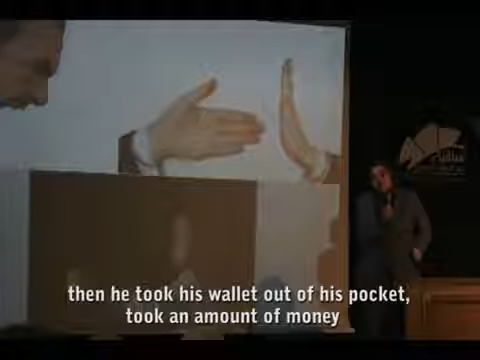 then he took his wallet out of his pocket,
took an amount of money